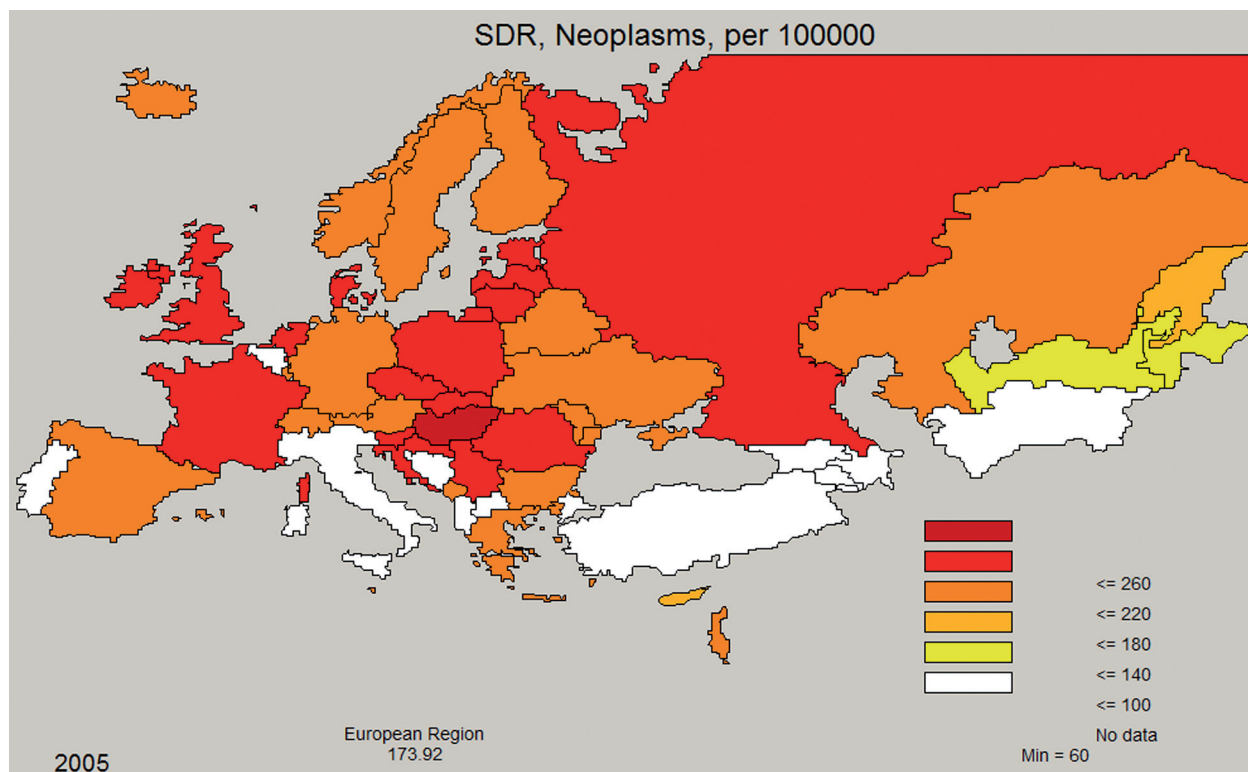 SDR, Neoplasms, per 100000
<= 260
<= 220
<= 180
<= 140
<= 100
No data
Min = 60
European Region
173.92
2005